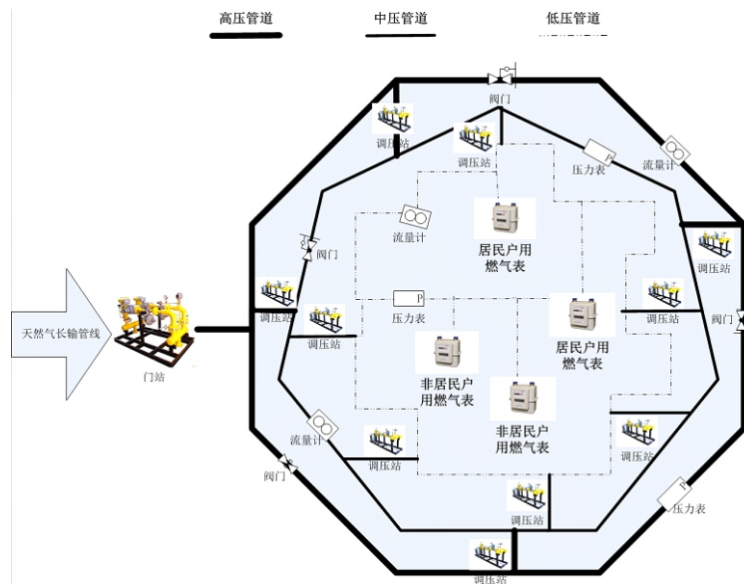 高压管道
中压管道
低压管道
阀门
调压站
调压站
压力表
流量计
流量计
居民户用
燃气表
阀门
调压站
调压站
调压站
调压站
压力表
阀门
天然气长输管线
门站
调压站
居民户用
燃气表
非居民户
用燃气表
非居民户
用燃气表
流量计
调压站
调压站
阀门
压力表
调压站
调压站
P
P
P